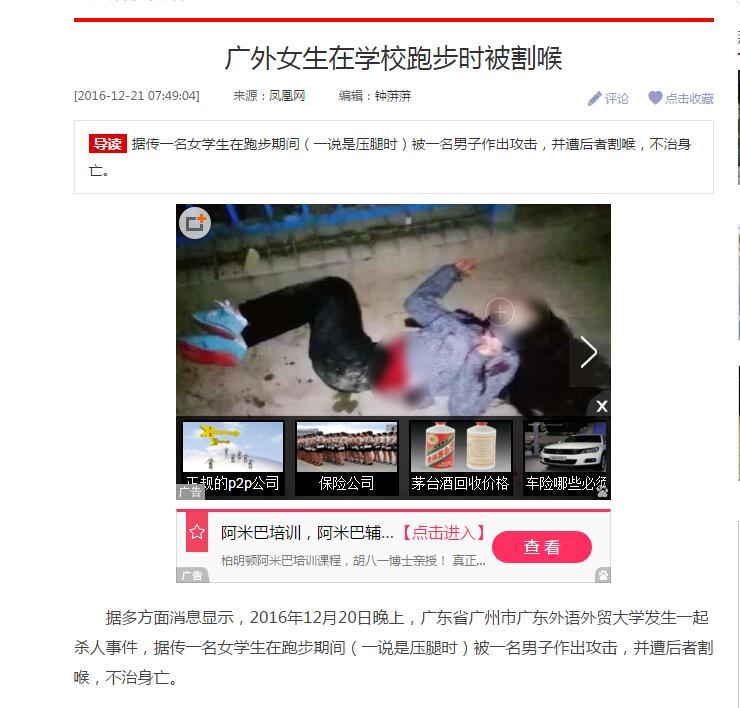 广外女生在学校跑步时被割喉
[2016-12-21 07:49:04] 来源：凤凰网 编辑：钟蓱蓱 评论 点击收藏
导读 据传一名女学生在跑步期间（一说是压腿时）被一名男子作出攻击，并遭后者割喉，不治身
亡。
正规的p2p公司 保险公司 茅台酒回收价格 车险哪些必须
广告
阿米巴培训，阿米巴辅...【点击进入】
查看
柏明顿阿米巴培训课程，胡八一博士亲授！ 真正...
广告
据多方面消息显示，2016年12月20日晚上，广东省广州市广东外语外贸大学发生一起
杀人事件，据传一名女学生在跑步期间（一说是压腿时）被一名男子作出攻击，并遭后者割
喉，不治身亡。